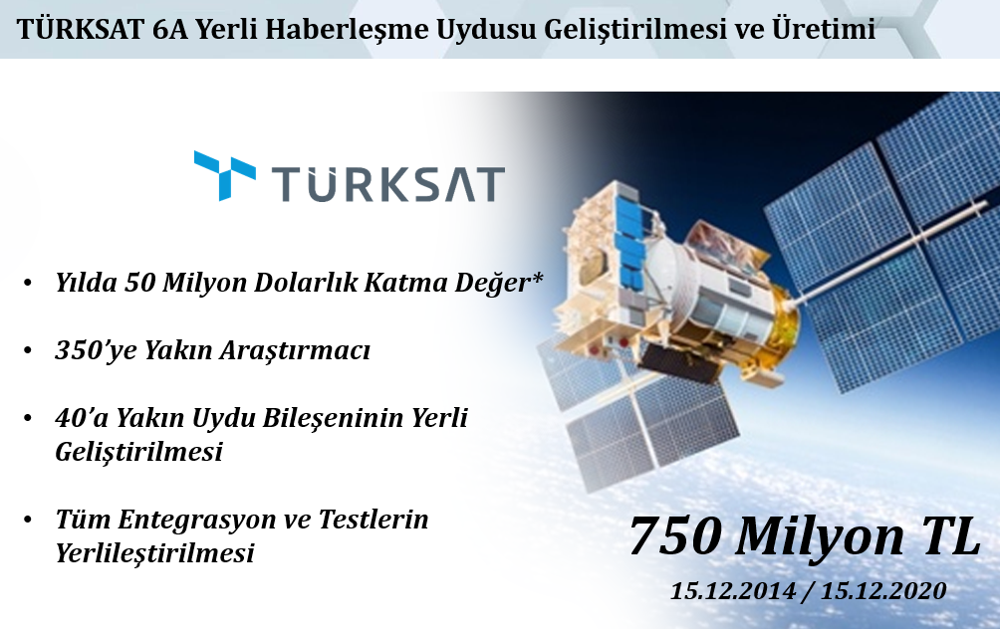 TÜRKSAT 6A Yerli Haberleşme Uydusu Geliştirilmesi ve Üretimi
TÜRKSAT
• Yılda 50 Milyon Dolarlık Katma Değer*
• 350’ye Yakın Araştırmacı
• 40’a Yakın Uydu Bileşeninin Yerli
Geliştirilmesi
• Tüm Entegrasyon ve Testlerin
Yerlileştirilmesi
750 Milyon TL
15.12.2014 / 15.12.2020